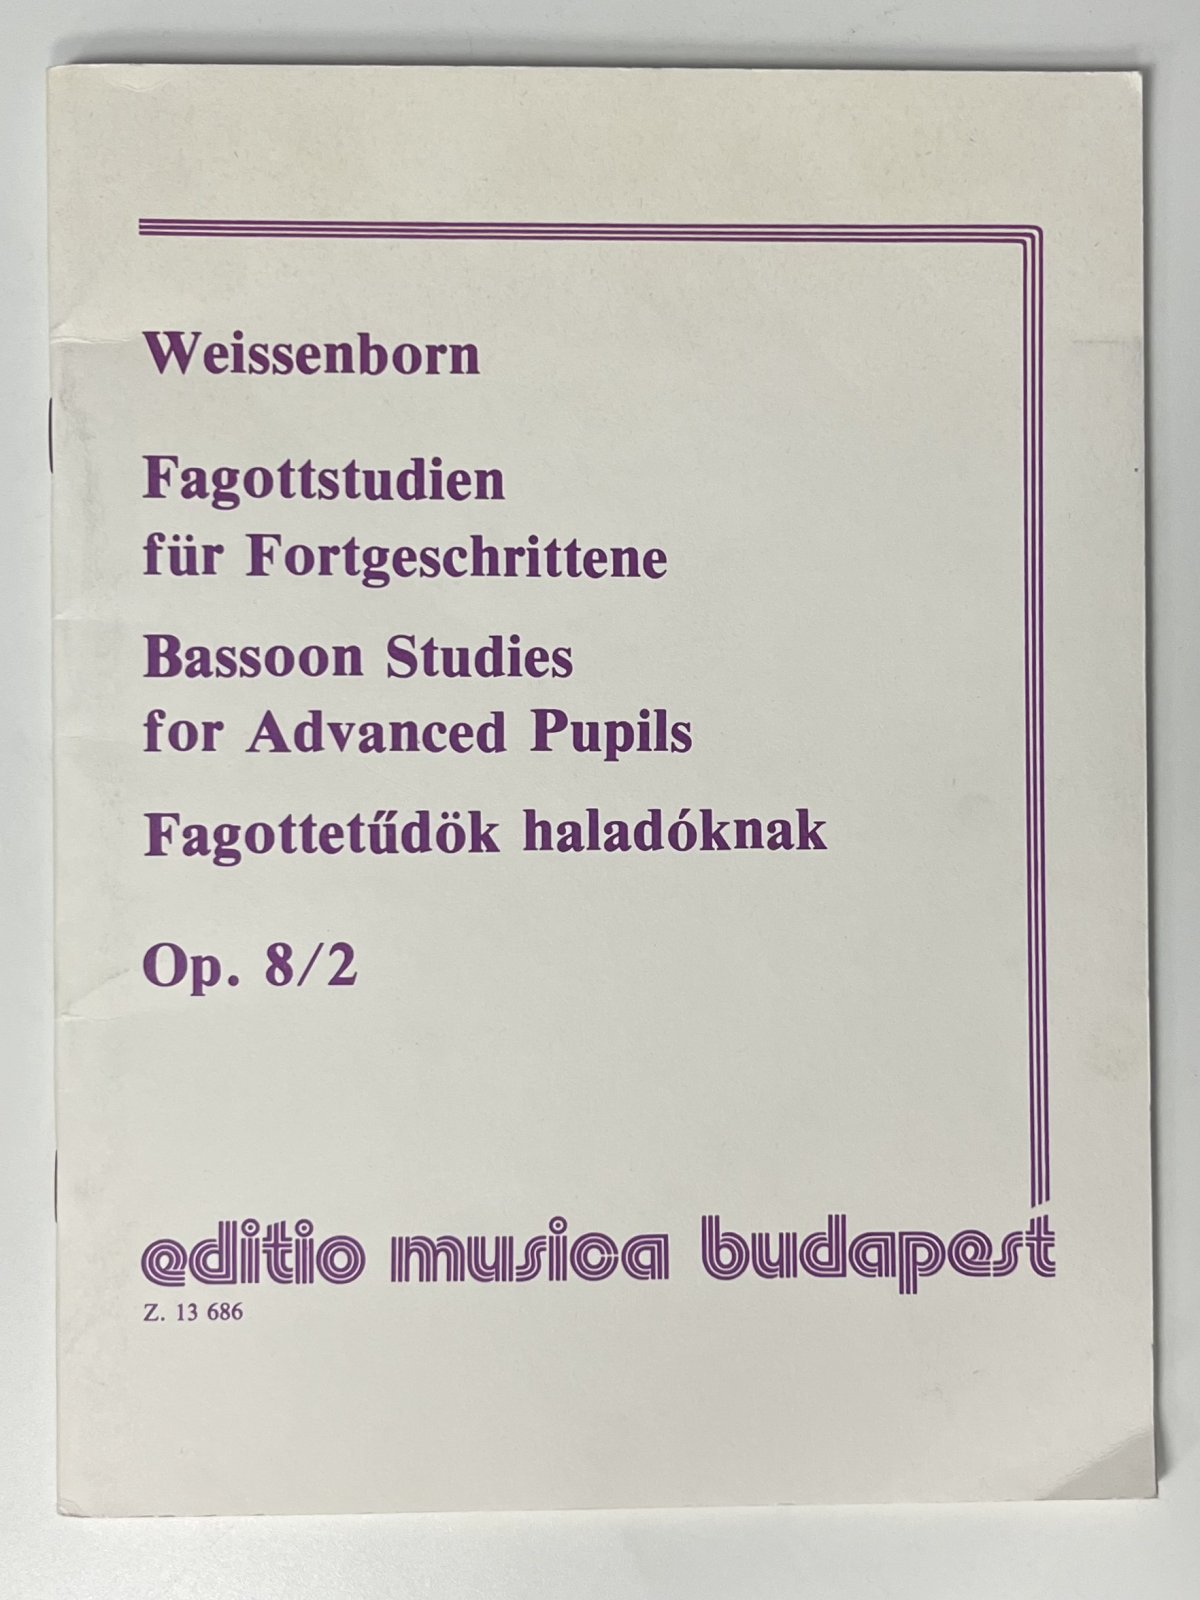 Weissenborn
Fagottstudien
für Fortgeschrittene
Bassoon Studies
for Advanced Pupils
Fagottetűdök haladóknak
Op. 8/2
editio musica budapest
Z. 13 686